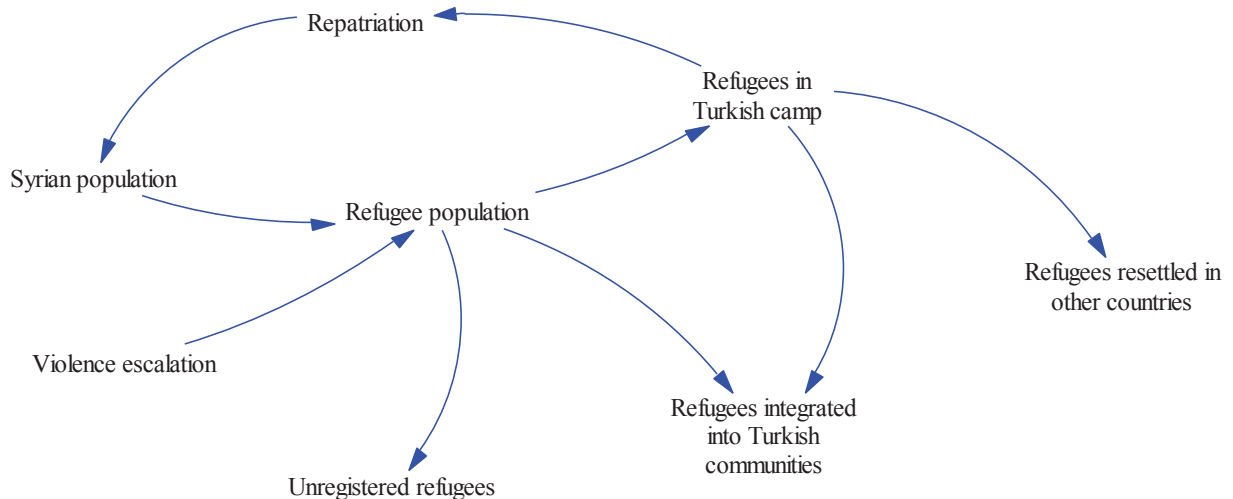 Repatriation
Refugees in
Turkish camp
Syrian population
Refugee population
Refugees resettled in
other countries
Violence escalation
Refugees integrated
into Turkish
communities
Unregistered refugees